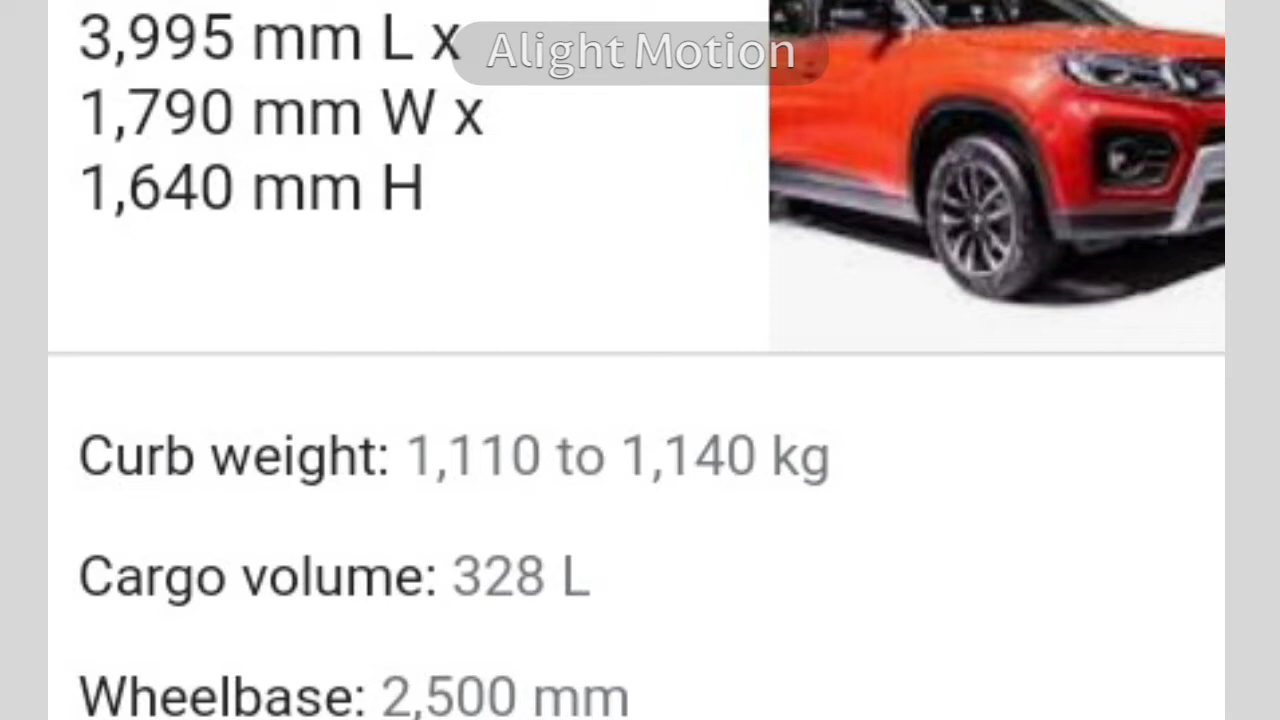 Alight Motion
3,995 mm L x
1,790 mm W x
1,640 mm H
Curb weight: 1,110 to 1,140 kg
Cargo volume: 328 L
Wheelbase: 2,500 mm